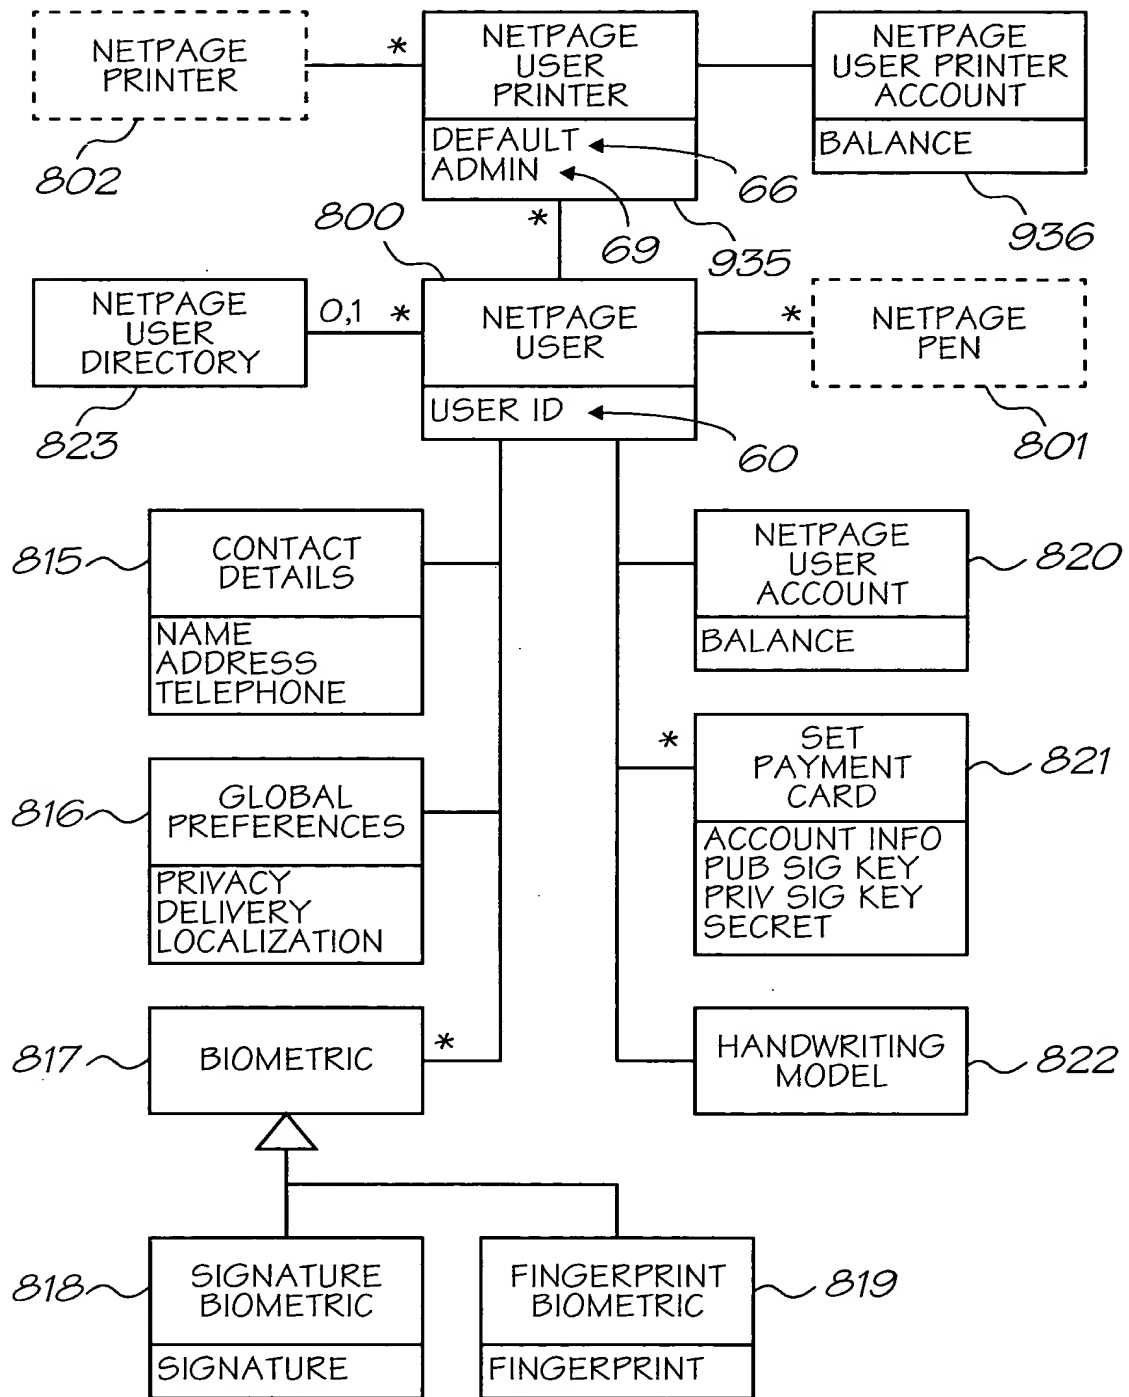 NETPAGE
PRINTER
*
802
NETPAGE
USER
PRINTER
DEFAULT
ADMIN
66
69
*
935
NETPAGE
USER PRINTER
ACCOUNT
BALANCE
936
800
NETPAGE
USER
DIRECTORY
823
0,1 *
NETPAGE
USER
USER ID
60
*
NETPAGE
PEN
801
815
CONTACT
DETAILS
NAME
ADDRESS
TELEPHONE
NETPAGE
USER
ACCOUNT
BALANCE
820
816
GLOBAL
PREFERENCES
PRIVACY
DELIVERY
LOCALIZATION
*
SET
PAYMENT
CARD
ACCOUNT INFO
PUB SIG KEY
PRIV SIG KEY
SECRET
821
817
BIOMETRIC
*
HANDWRITING
MODEL
822
818
SIGNATURE
BIOMETRIC
SIGNATURE
FINGERPRINT
BIOMETRIC
FINGERPRINT
819